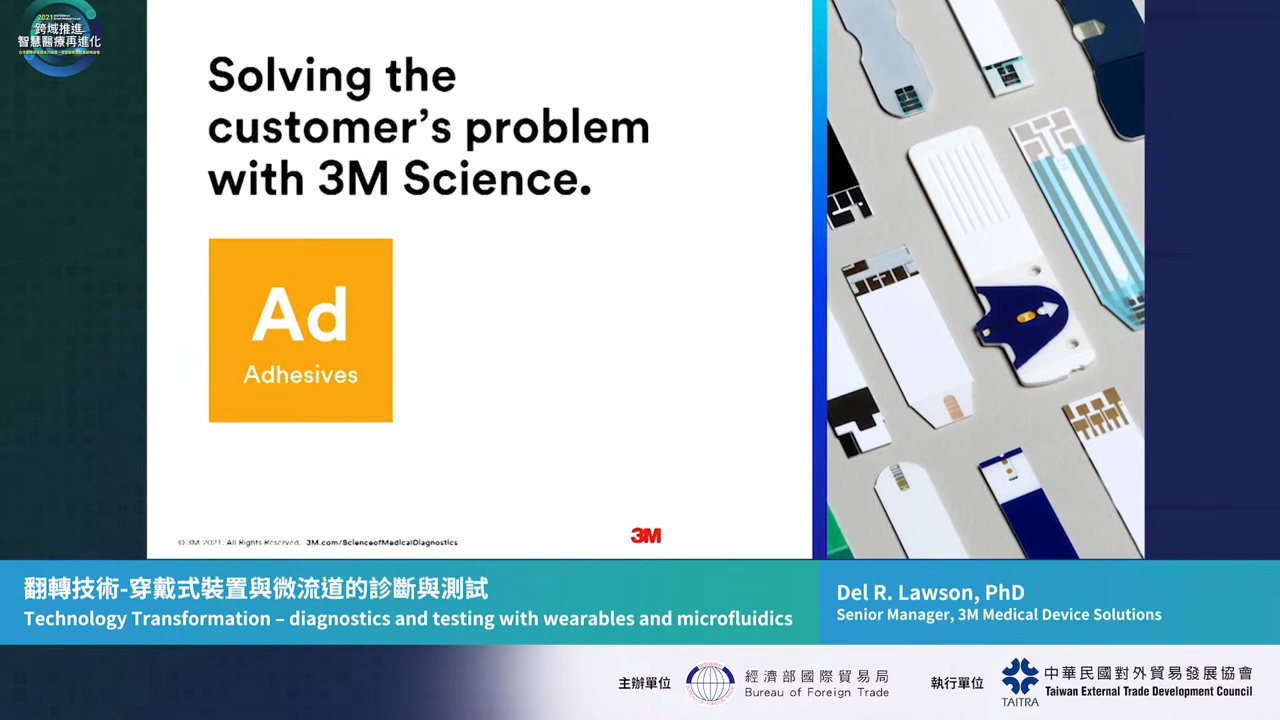 2021
跨域推進
智慧醫療再進化
Solving the
customer's problem
with 3M Science.
Ad
Adhesives
© 3M 2021. All Rights Reserved. 3M.com/ScienceofMedicalDiagnostics
3M
翻轉技術-穿戴式裝置與微流道的診斷與測試
Technology Transformation – diagnostics and testing with wearables and microfluidics
Del R. Lawson, PhD
Senior Manager, 3M Medical Device Solutions
主辦單位
經濟部國際貿易局
Bureau of Foreign Trade
執行單位
TAITRA
中華民國對外貿易發展協會
Taiwan External Trade Development Council